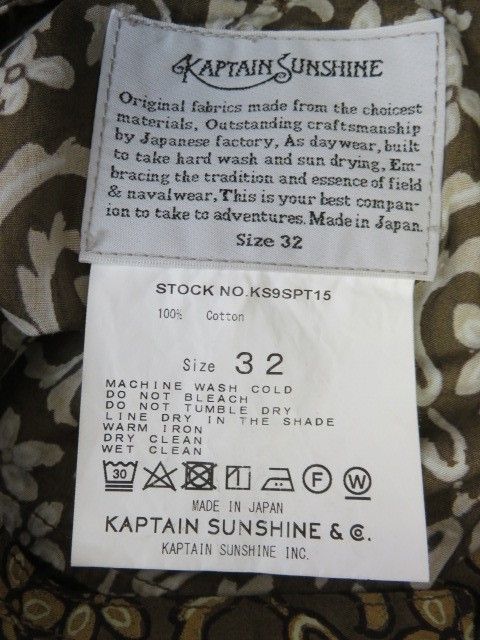 KAPTAIN SUNSHINE
Original fabrics made from the choicest
materials, Outstanding craftsmanship
by Japanese factory, As daywear, built
to take hard wash and sun drying, Em-
bracing the tradition and essence of field
& navalwear, This is your best compan-
ion to take to adventures. Made in Japan.
Size 32
STOCK NO.KS9SPT15
100% Cotton
Size 32
MACHINE WASH COLD
DO NOT BLEACH
DO NOT TUMBLE DRY
LINE DRY IN THE SHADE
WARM IRON
DRY CLEAN
WET CLEAN
30 F W
MADE IN JAPAN
KAPTAIN SUNSHINE & Co.
KAPTAIN SUNSHINE INC.